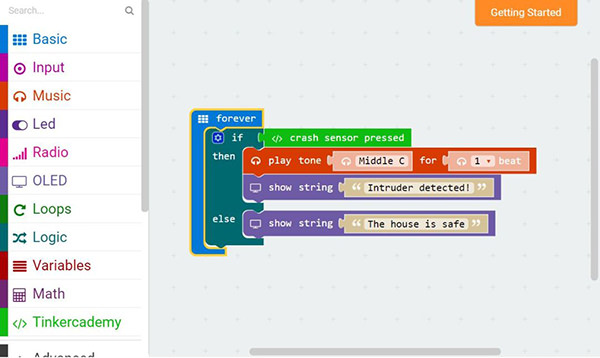 Search...
Getting Started
Basic
Input
Music
Led
Radio
OLED
Loops
Logic
Variables
Math
Tinkercademy
Advanced
forever
if </> crash sensor pressed
then play tone Middle C for 1 beat
show string “ Intruder detected! ”
else show string “ The house is safe ”